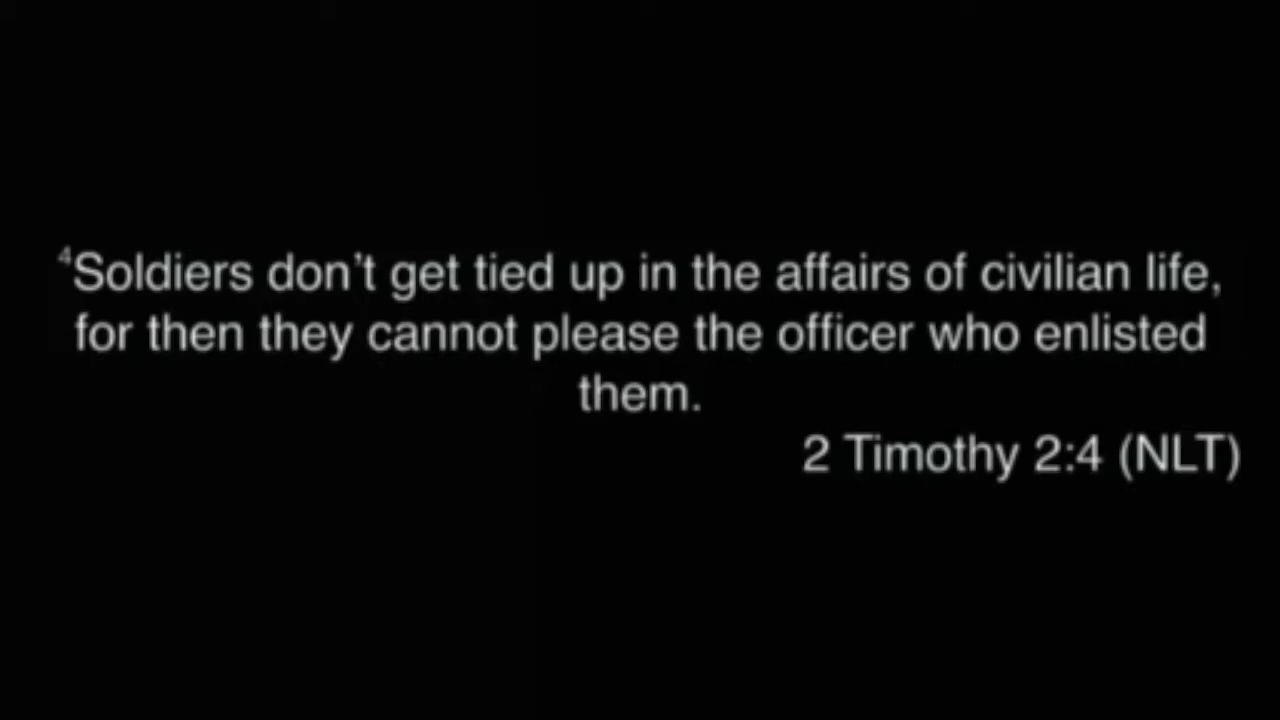 ⁴Soldiers don’t get tied up in the affairs of civilian life,
for then they cannot please the officer who enlisted
them.
2 Timothy 2:4 (NLT)